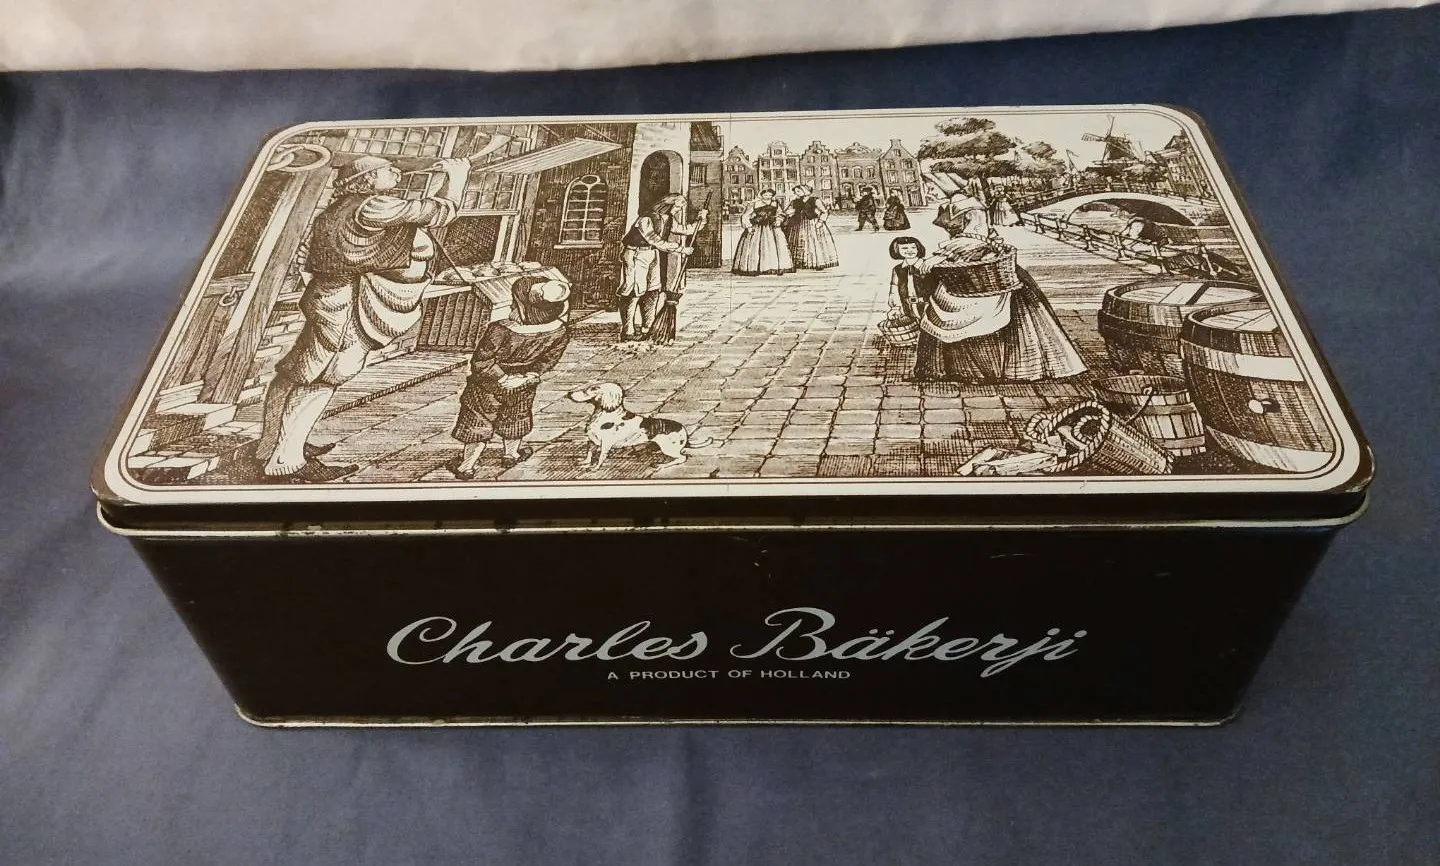 Charles Bäkerji
A PRODUCT OF HOLLAND